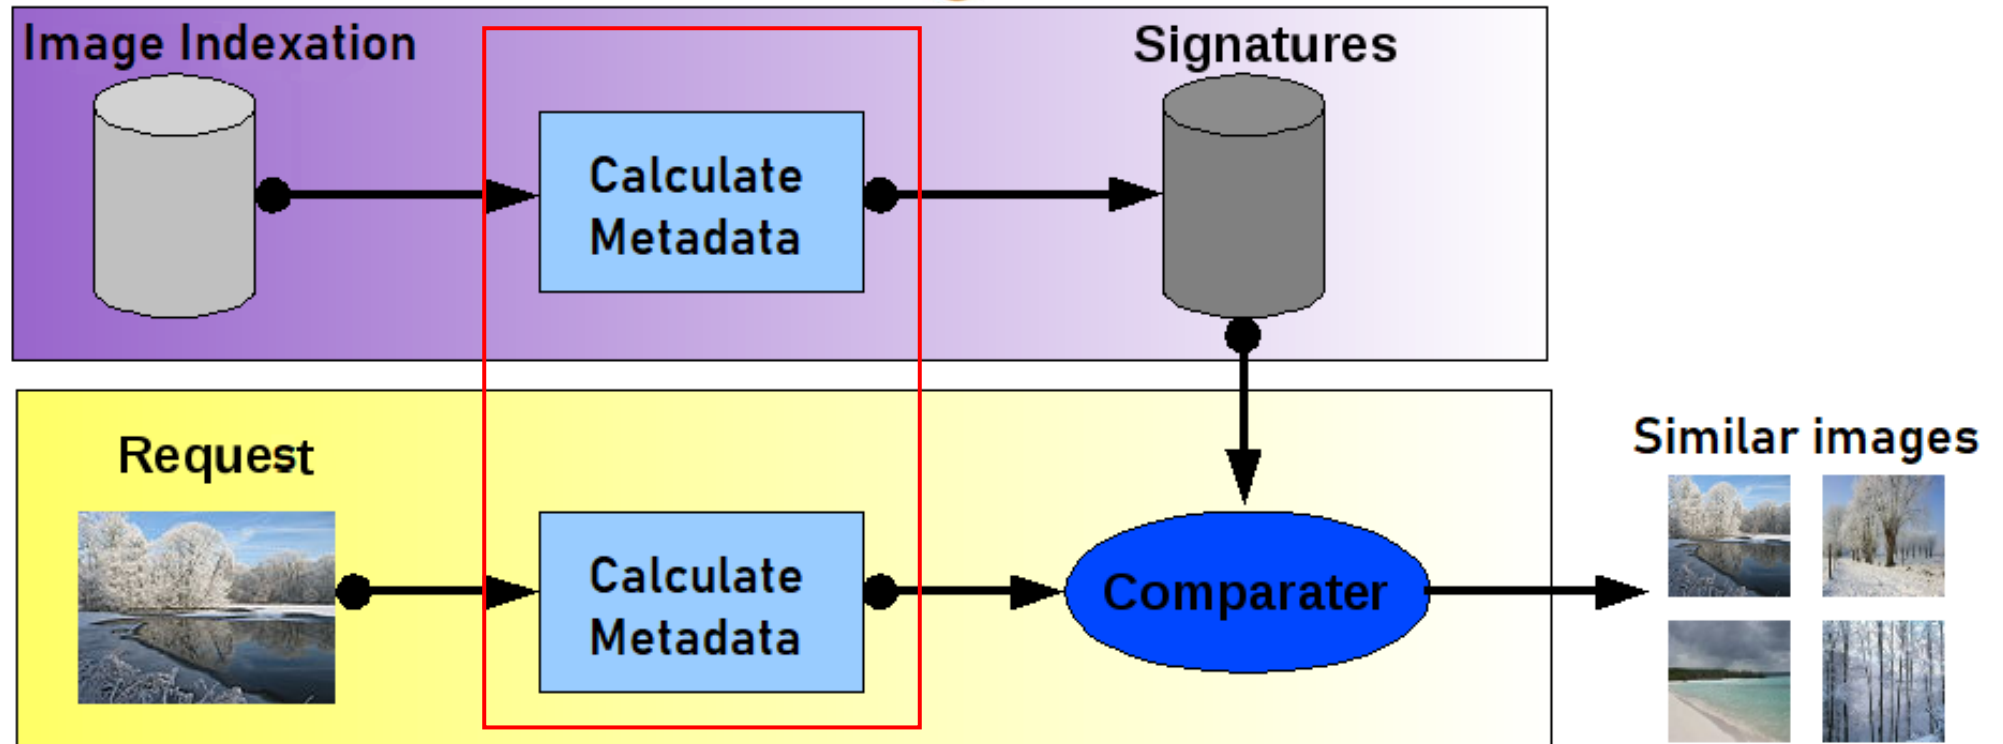 Image Indexation
Signatures
Calculate
Metadata
Request
Similar images
Calculate
Metadata
Comparater